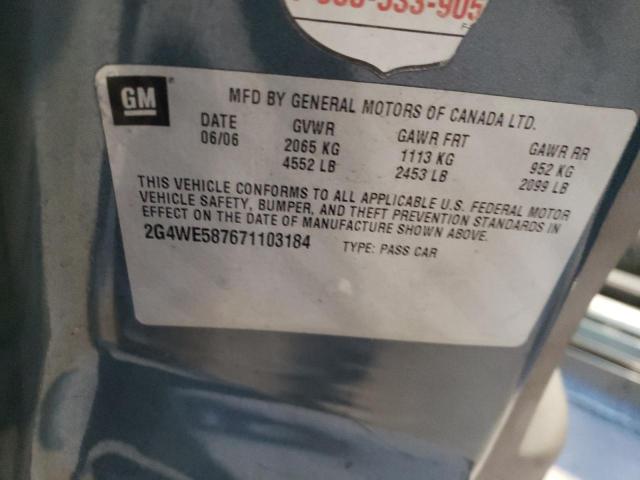 533-905
GM
MFD BY GENERAL MOTORS OF CANADA LTD.
DATE GVWR GAWR FRT GAWR RR
06/06 2065 KG 1113 KG 952 KG
4552 LB 2453 LB 2099 LB
THIS VEHICLE CONFORMS TO ALL APPLICABLE U.S. FEDERAL MOTOR
VEHICLE SAFETY, BUMPER, AND THEFT PREVENTION STANDARDS IN
EFFECT ON THE DATE OF MANUFACTURE SHOWN ABOVE.
2G4WE587671103184 TYPE: PASS CAR